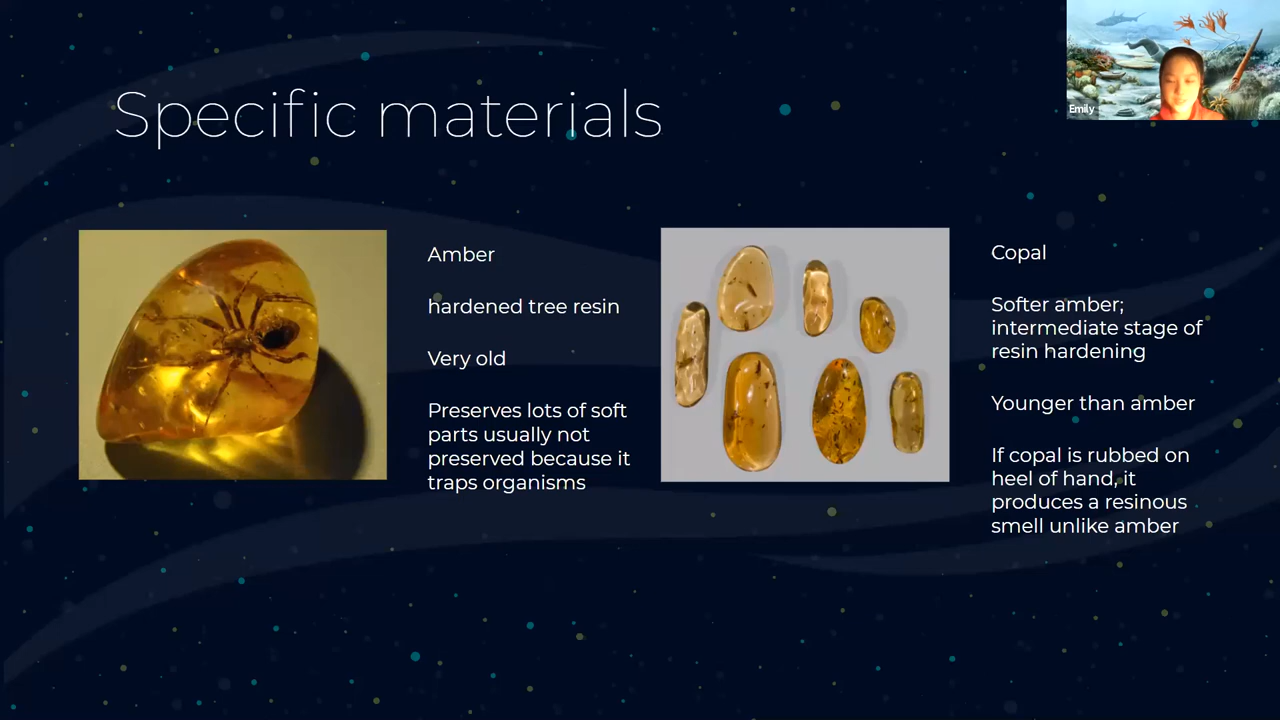 Specific materials
Emily
Amber
hardened tree resin
Very old
Preserves lots of soft
parts usually not
preserved because it
traps organisms
Copal
Softer amber;
intermediate stage of
resin hardening
Younger than amber
If copal is rubbed on
heel of hand, it
produces a resinous
smell unlike amber